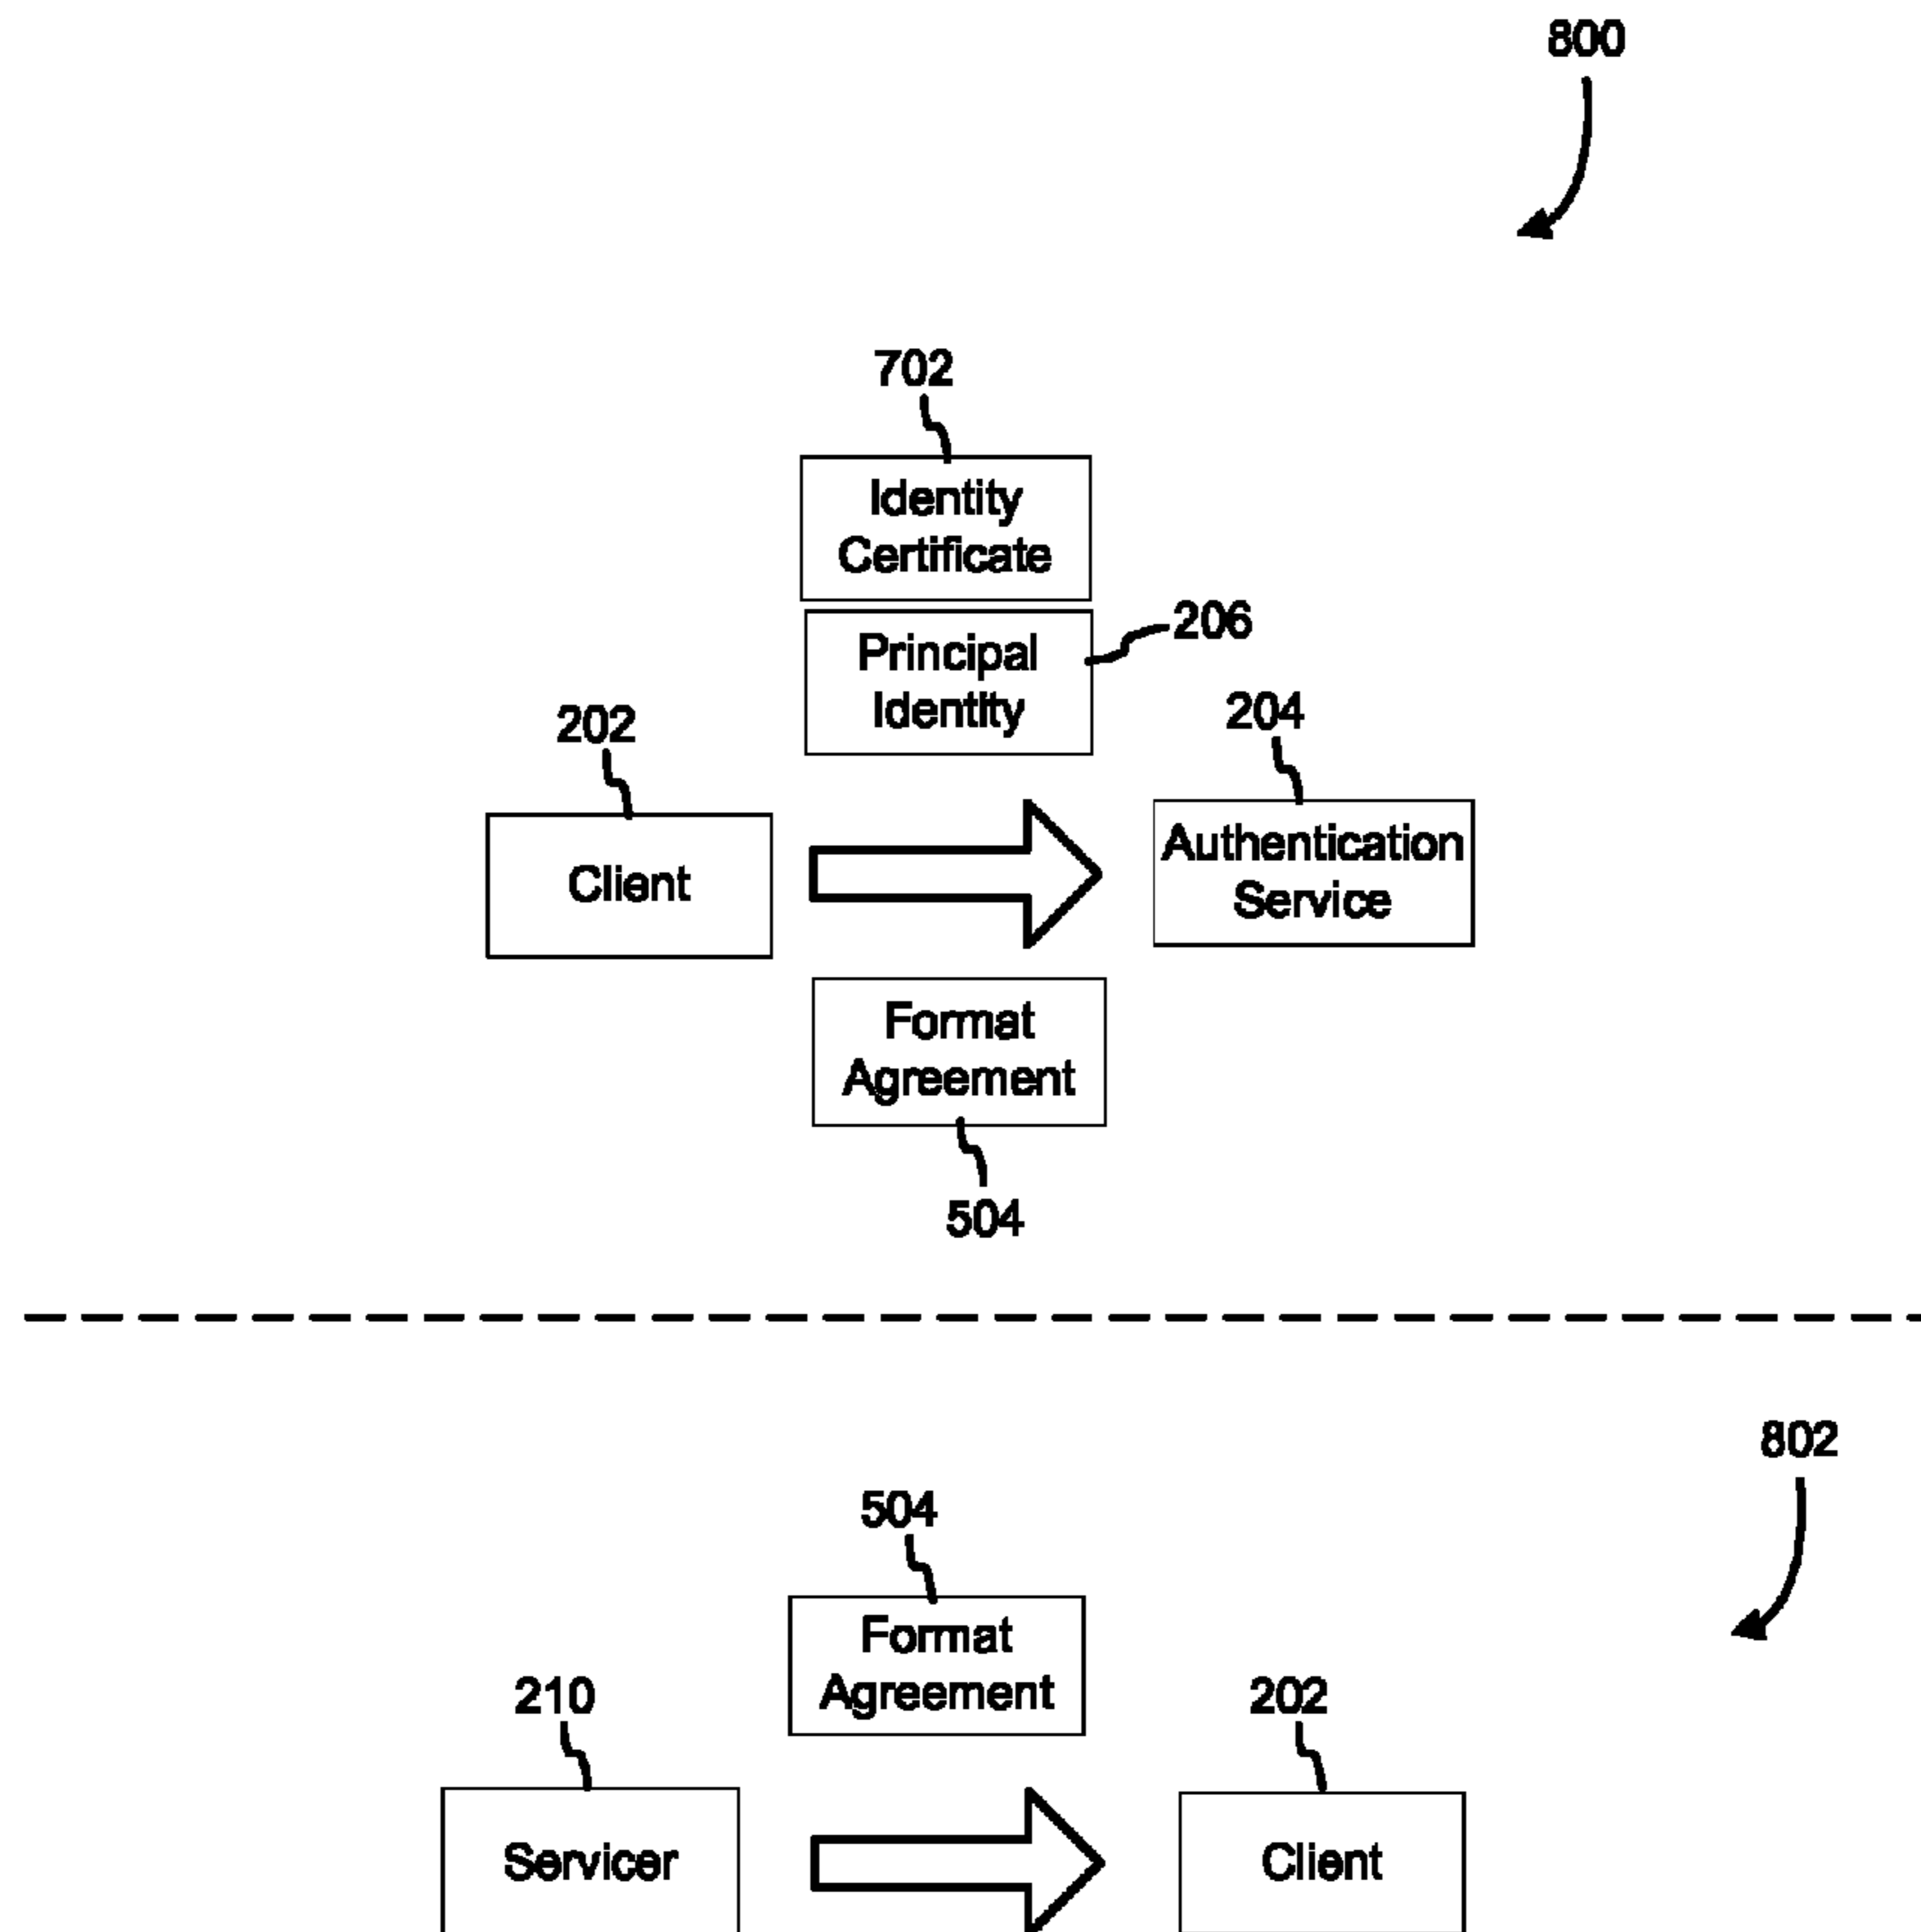 800
702
Identity
Certificate
206
Principal
Identity
202
204
Client
Authentication
Service
Format
Agreement
504
802
504
Format
Agreement
210
202
Servicer
Client